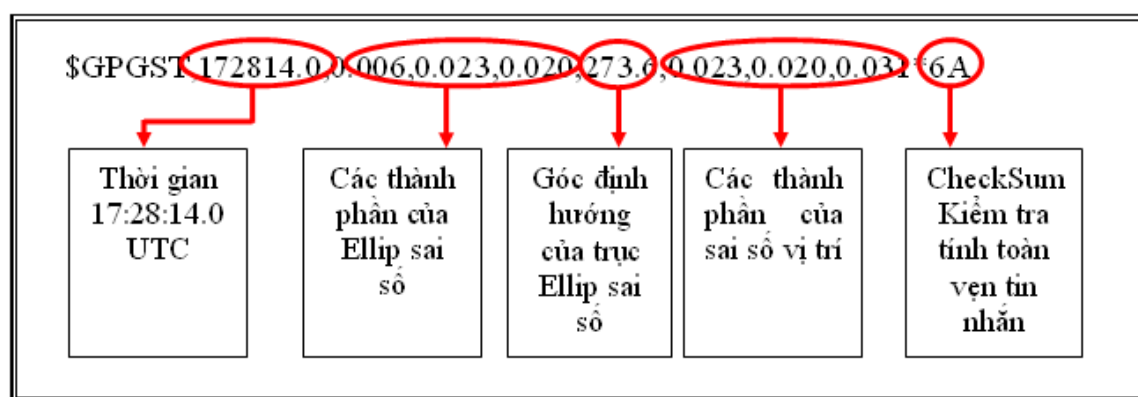 $GPGST,172814.0,0.006,0.023,0.020,273.6,0.023,0.020,0.031*6A
Thời gian
17:28:14.0
UTC
Các thành
phần của
Ellip sai
số
Góc định
hướng
của trục
Ellip sai
số
Các thành
phần của
sai số vị trí
CheckSum
Kiểm tra
tính toàn
vẹn tin
nhắn